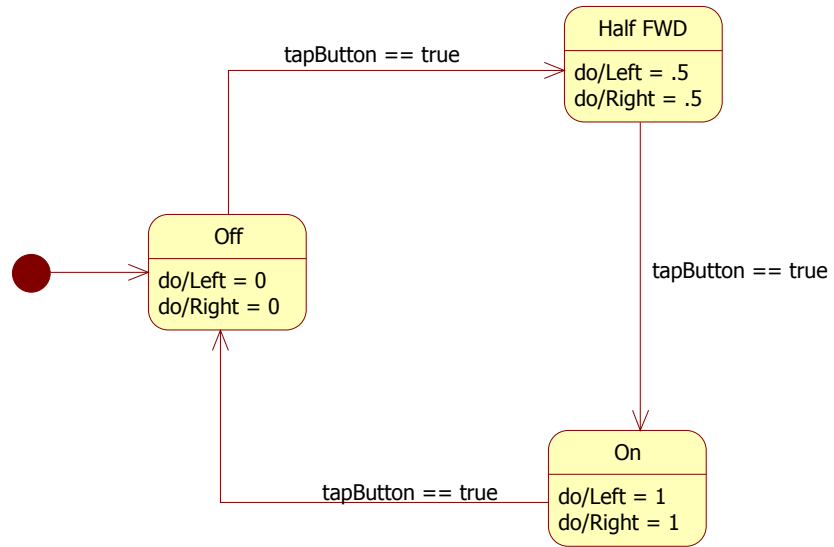 Half FWD
do/Left = .5
do/Right = .5
tapButton == true
Off
do/Left = 0
do/Right = 0
tapButton == true
On
do/Left = 1
do/Right = 1
tapButton == true